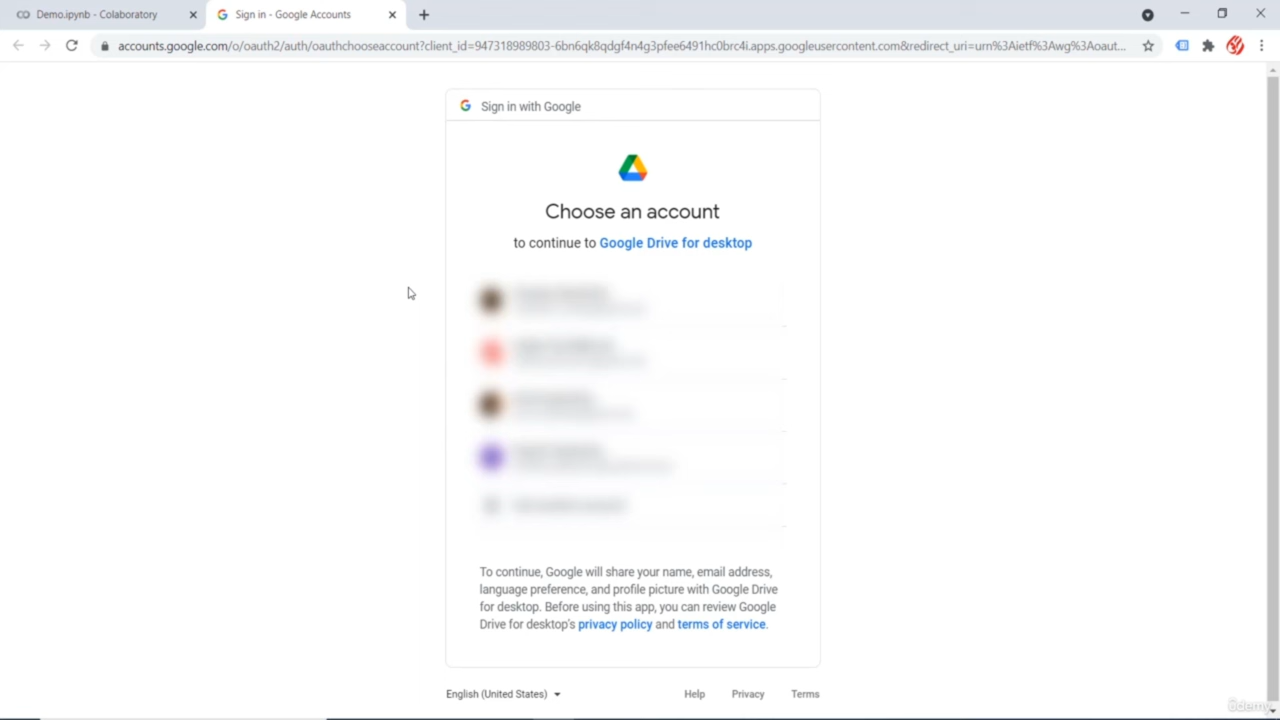 Demo.ipynb - Colaboratory
Sign in - Google Accounts
accounts.google.com/o/oauth2/auth/oauthchooseaccount?client_id=947318989803-6bn6qk8qdgf4n4g3pfee6491hc0brc4i.apps.googleusercontent.com&redirect_uri=urn%3Aietf%3Awg%3Aoaut...
Sign in with Google
Choose an account
to continue to Google Drive for desktop
To continue, Google will share your name, email address,
language preference, and profile picture with Google Drive
for desktop. Before using this app, you can review Google
Drive for desktop's privacy policy and terms of service.
English (United States)
Help Privacy Terms
ûdemy